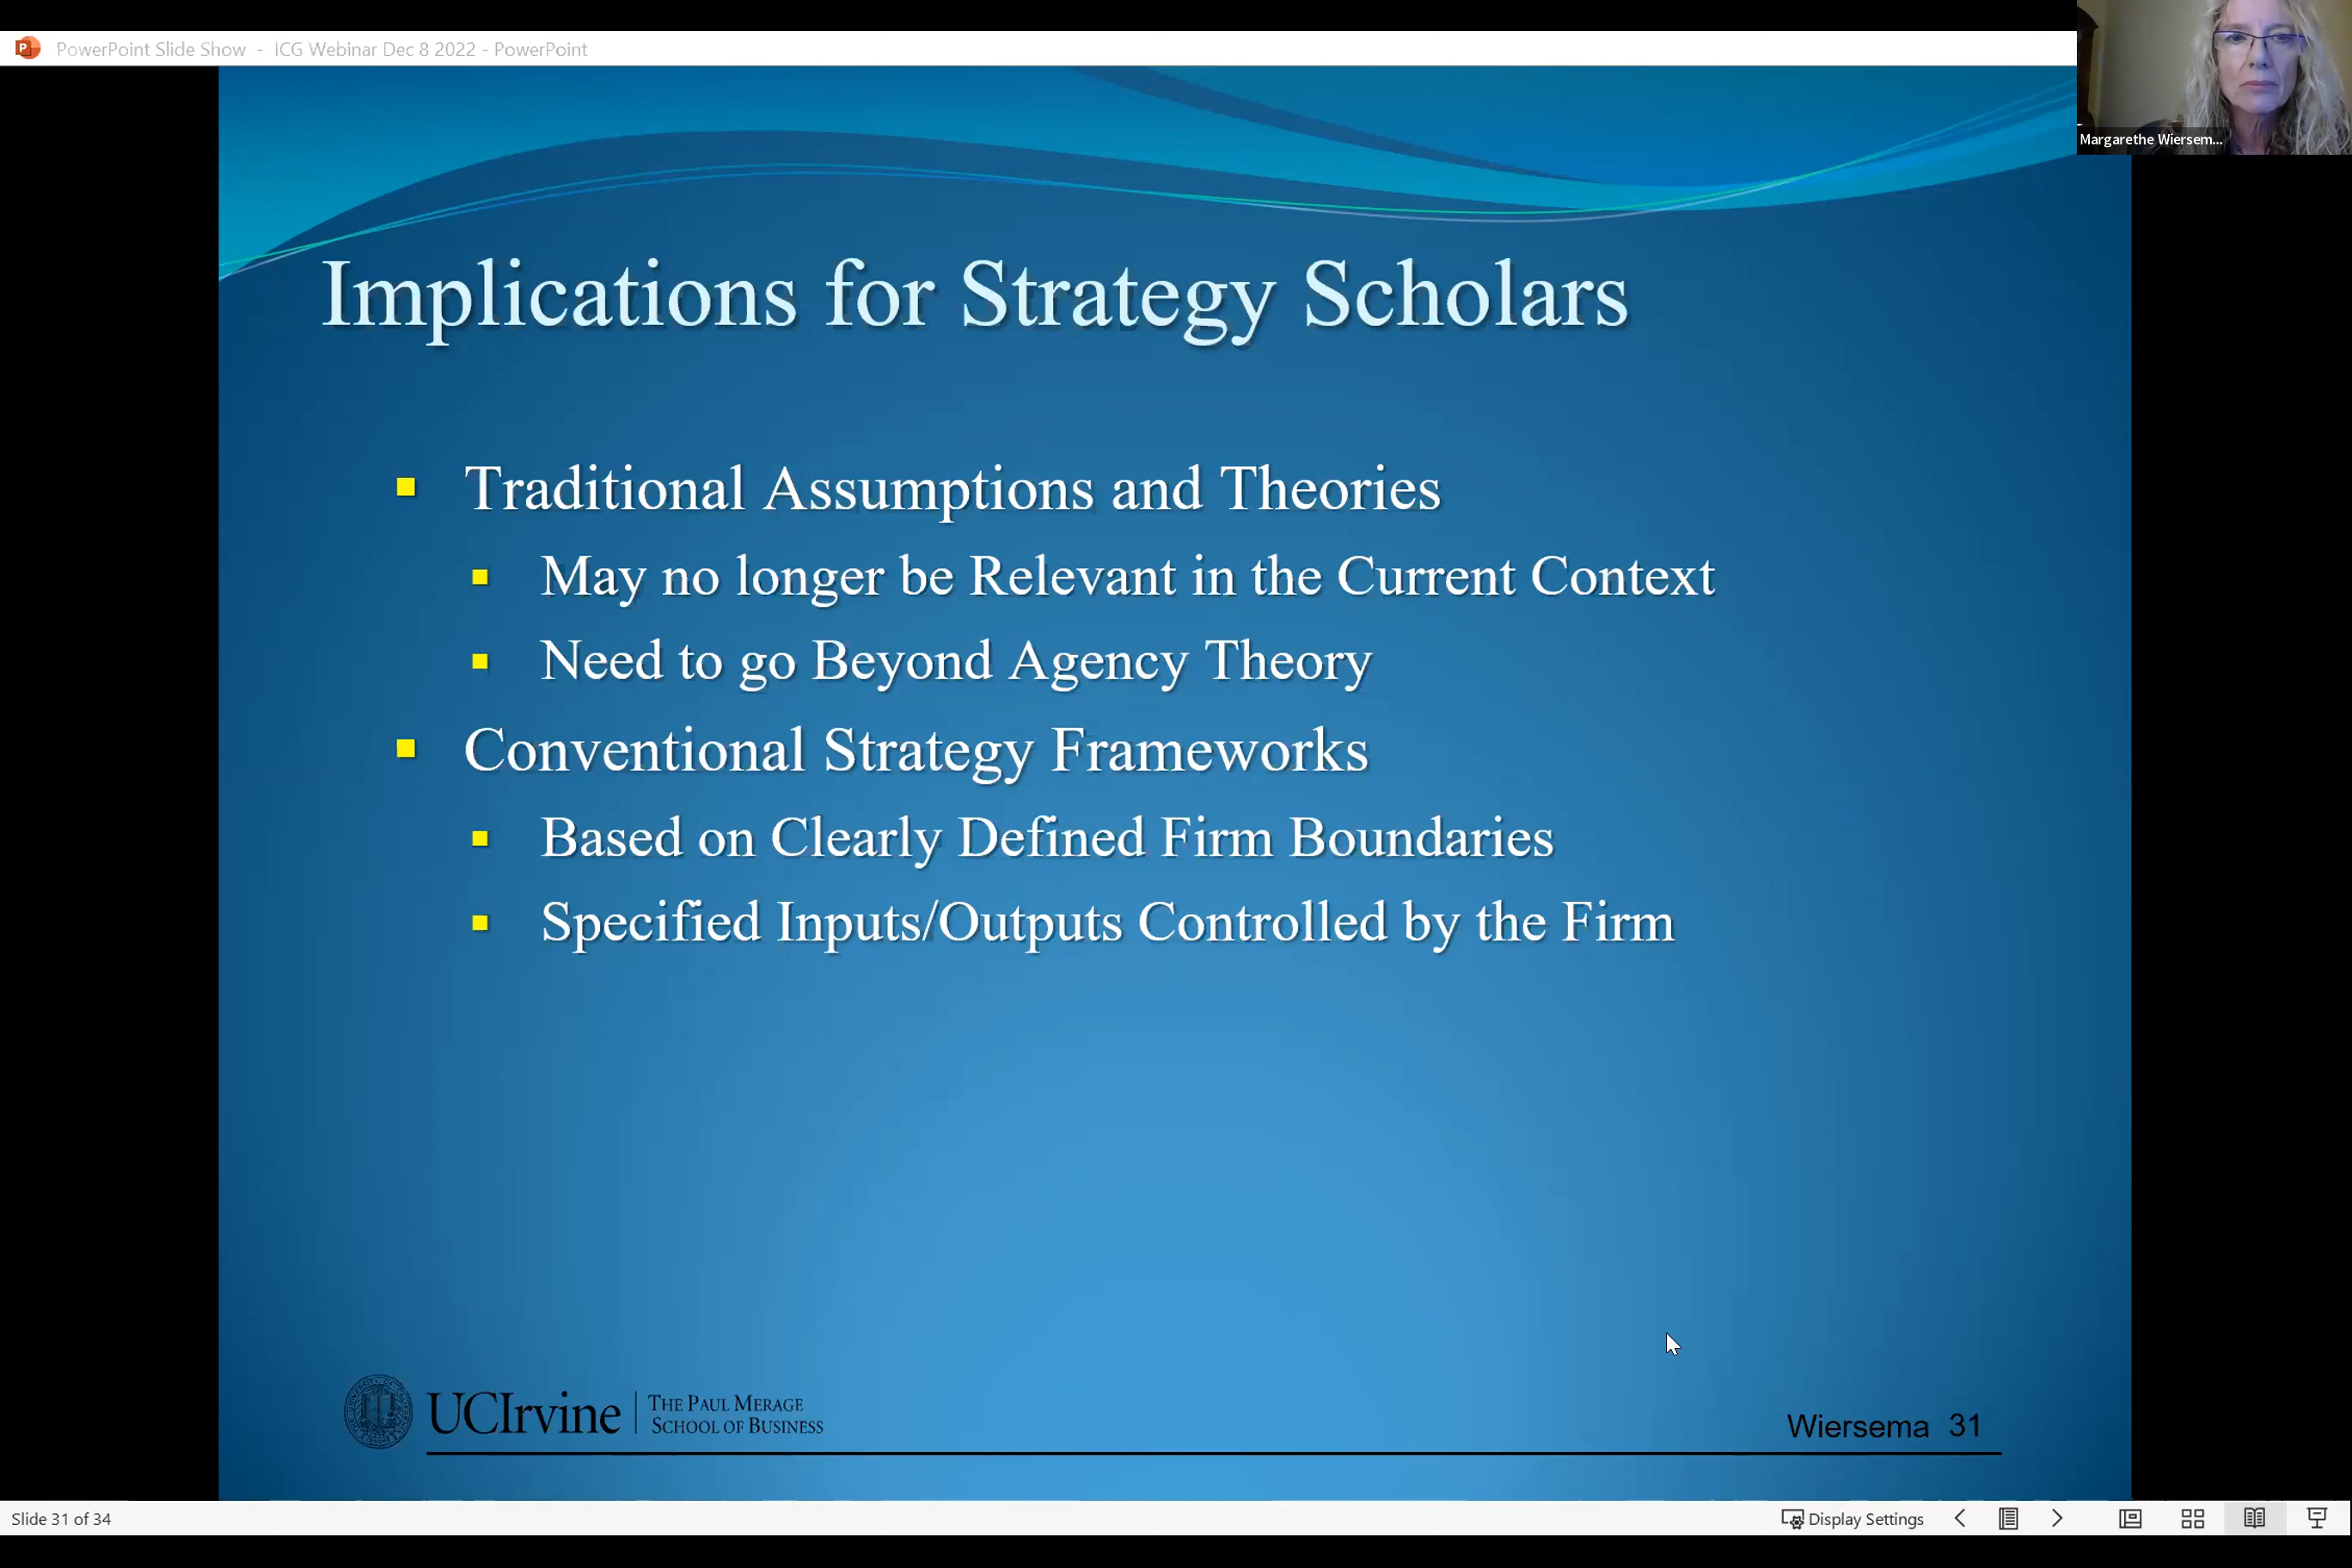 PowerPoint Slide Show - ICG Webinar Dec 8 2022 - PowerPoint
Margarethe Wiersem...
Implications for Strategy Scholars
Traditional Assumptions and Theories
May no longer be Relevant in the Current Context
Need to go Beyond Agency Theory
Conventional Strategy Frameworks
Based on Clearly Defined Firm Boundaries
Specified Inputs/Outputs Controlled by the Firm
UCIrvine
THE PAUL MERAGE
SCHOOL OF BUSINESS
Wiersema 31
Slide 31 of 34
Display Settings